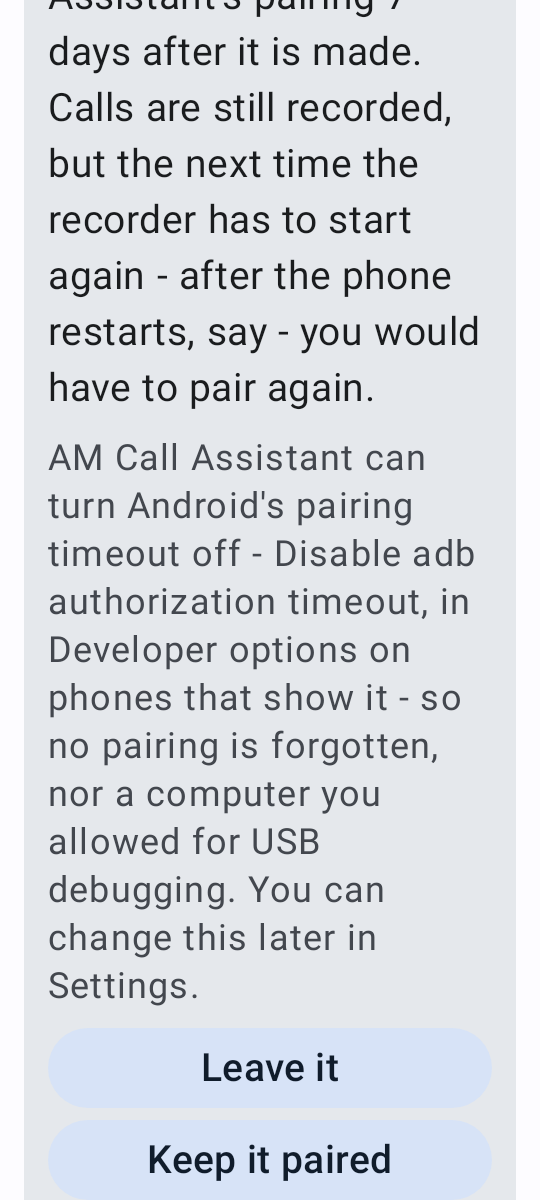 Assistant's pairing 7
days after it is made.
Calls are still recorded,
but the next time the
recorder has to start
again - after the phone
restarts, say - you would
have to pair again.
AM Call Assistant can
turn Android's pairing
timeout off - Disable adb
authorization timeout, in
Developer options on
phones that show it - so
no pairing is forgotten,
nor a computer you
allowed for USB
debugging. You can
change this later in
Settings.
Leave it
Keep it paired